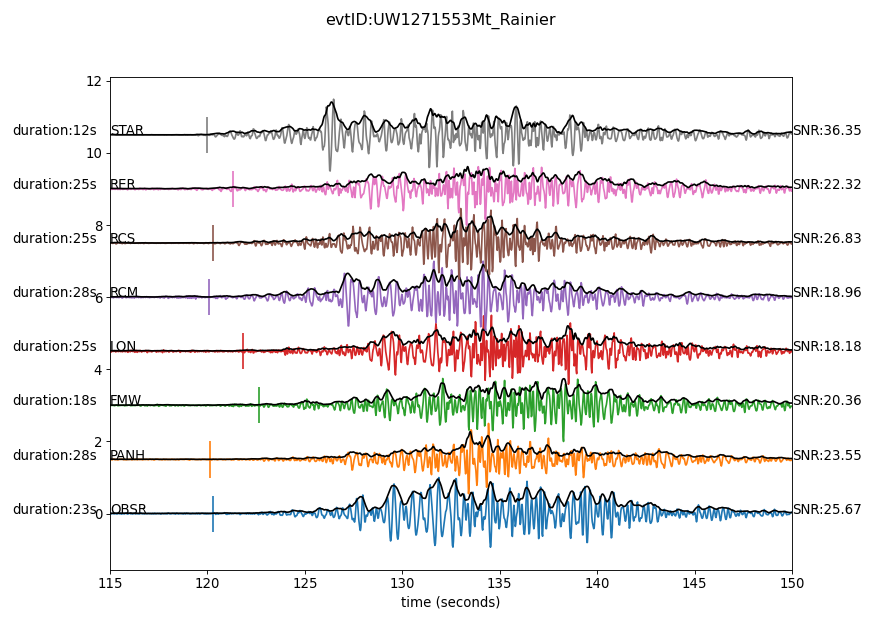 evtID:UW1271553Mt_Rainier
12
duration:12s STAR SNR:36.35
10
duration:25s RER SNR:22.32
8
duration:25s RCS SNR:26.83
duration:28s RCM SNR:18.96
6
duration:25s LON SNR:18.18
4
duration:18s FMW SNR:20.36
2
duration:28s PANH SNR:23.55
duration:23s OBSR SNR:25.67
0
115 120 125 130 135 140 145 150
time (seconds)